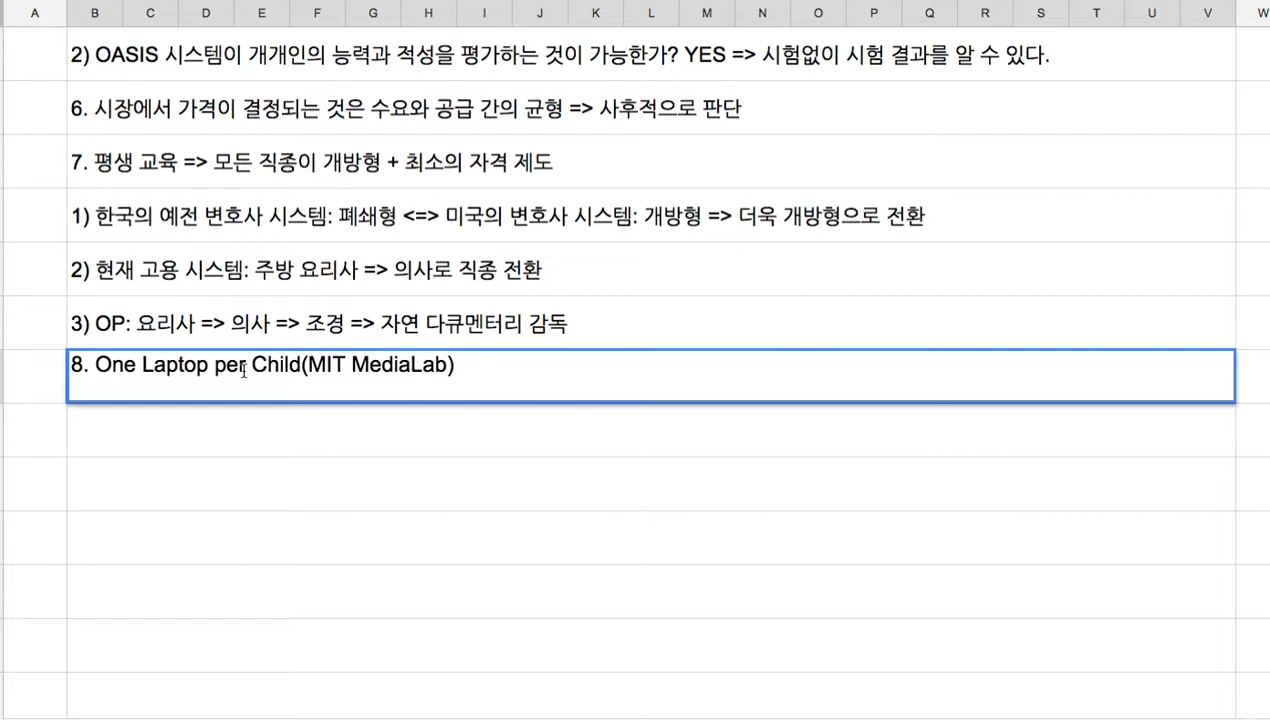 A B C D E F G H I J K L M N O P Q R S T U V W
2) OASIS 시스템이 개개인의 능력과 적성을 평가하는 것이 가능한가? YES => 시험없이 시험 결과를 알 수 있다.
6. 시장에서 가격이 결정되는 것은 수요와 공급 간의 균형 => 사후적으로 판단
7. 평생 교육 => 모든 직종이 개방형 + 최소의 자격 제도
1) 한국의 예전 변호사 시스템: 폐쇄형 <=> 미국의 변호사 시스템: 개방형 => 더욱 개방형으로 전환
2) 현재 고용 시스템: 주방 요리사 => 의사로 직종 전환
3) OP: 요리사 => 의사 => 조경 => 자연 다큐멘터리 감독
8. One Laptop per Child(MIT MediaLab)